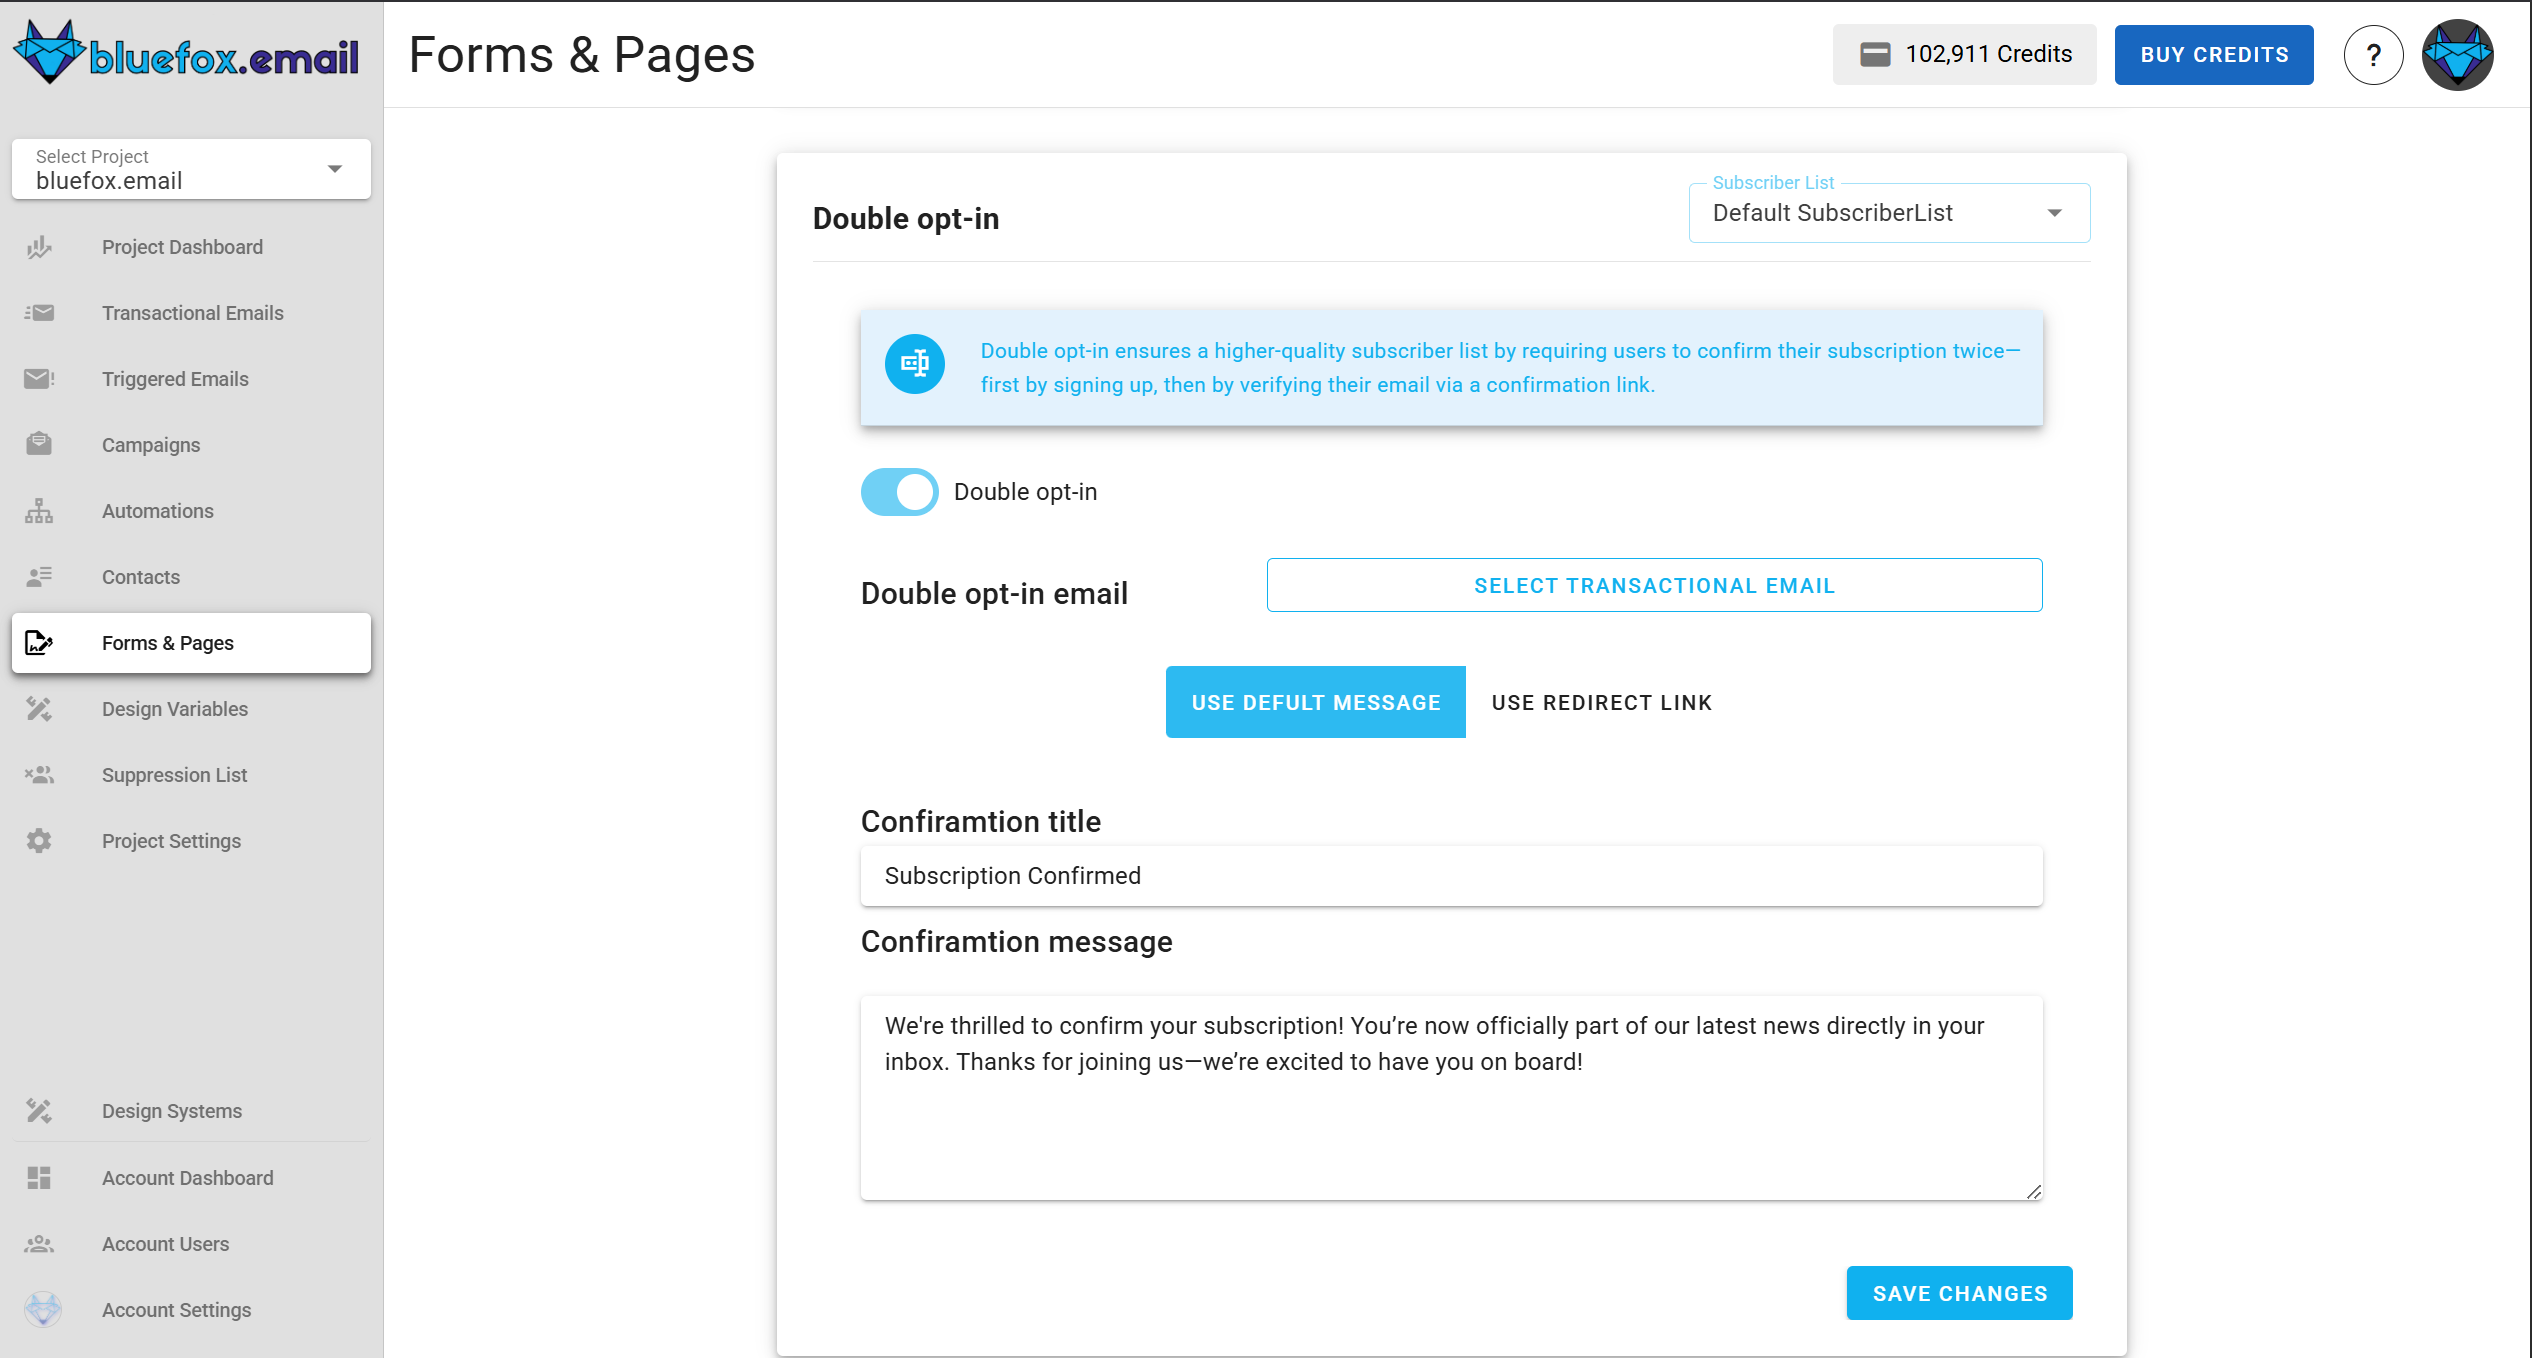 bluefox.email
Forms & Pages
102,911 Credits
BUY CREDITS
?
Select Project
bluefox.email
Project Dashboard
Transactional Emails
Triggered Emails
Campaigns
Automations
Contacts
Forms & Pages
Design Variables
Suppression List
Project Settings
Design Systems
Account Dashboard
Account Users
Account Settings
Double opt-in
Subscriber List
Default SubscriberList
Double opt-in ensures a higher-quality subscriber list by requiring users to confirm their subscription twice—
first by signing up, then by verifying their email via a confirmation link.
Double opt-in
Double opt-in email
SELECT TRANSACTIONAL EMAIL
USE DEFULT MESSAGE
USE REDIRECT LINK
Confiramtion title
Subscription Confirmed
Confiramtion message
We're thrilled to confirm your subscription! You’re now officially part of our latest news directly in your
inbox. Thanks for joining us—we’re excited to have you on board!
SAVE CHANGES